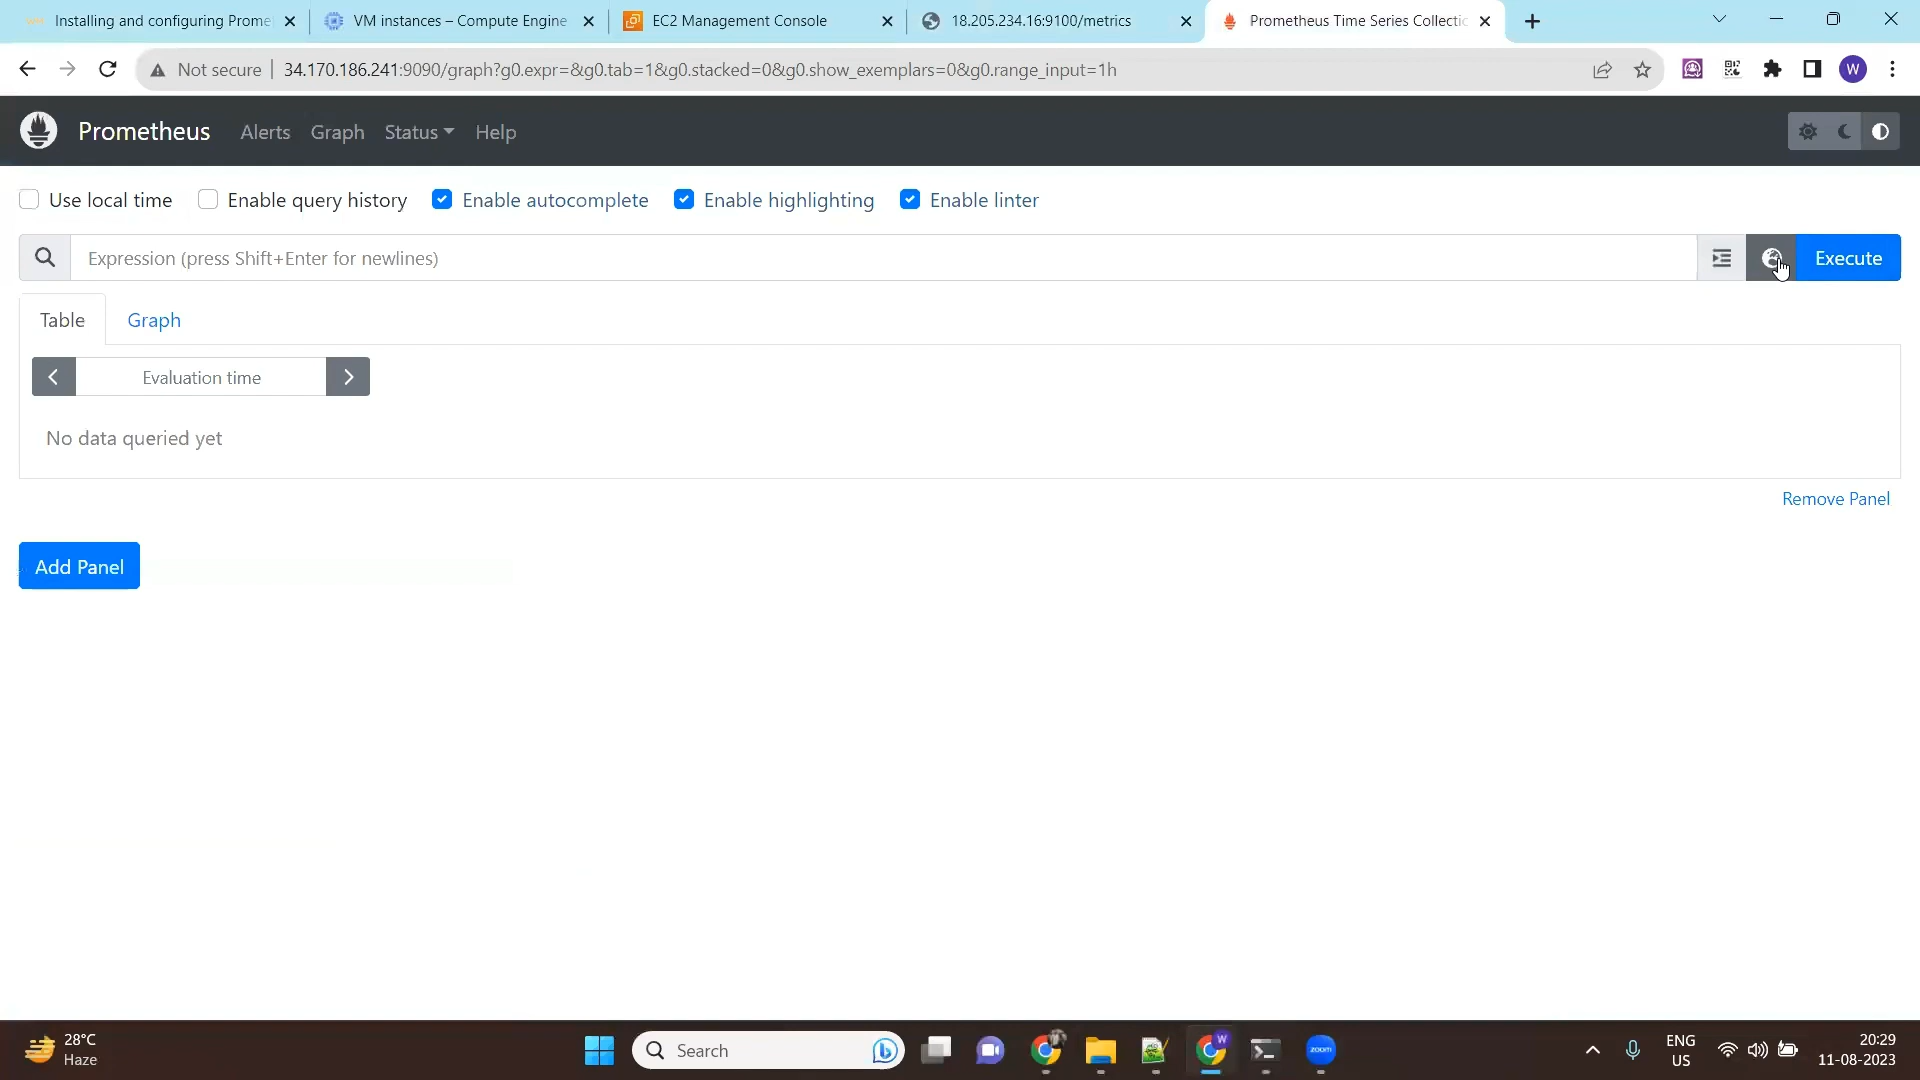 Installing and configuring Prome
VM instances – Compute Engine
EC2 Management Console
18.205.234.16:9100/metrics
Prometheus Time Series Collectic
Not secure
34.170.186.241:9090/graph?g0.expr=&g0.tab=1&g0.stacked=0&g0.show_exemplars=0&g0.range_input=1h
W
Prometheus Alerts Graph Status Help
Use local time Enable query history Enable autocomplete Enable highlighting Enable linter
Expression (press Shift+Enter for newlines)
Execute
Table Graph
Evaluation time
No data queried yet
Remove Panel
Add Panel
28°C
Haze
Search
W
zoom
ENG
US
20:29
11-08-2023